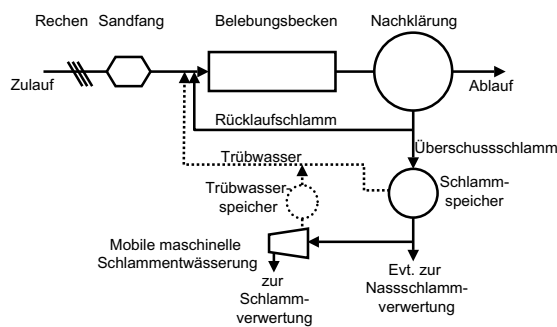 Rechen Sandfang Belebungsbecken Nachklärung
Zulauf
Ablauf
Rücklaufschlamm
Überschussschlamm
Trübwasser
Trübwasser-
speicher
Schlamm-
speicher
Mobile maschinelle
Schlammentwässerung
zur
Schlamm-
verwertung
Evt. zur
Nassschlamm-
verwertung